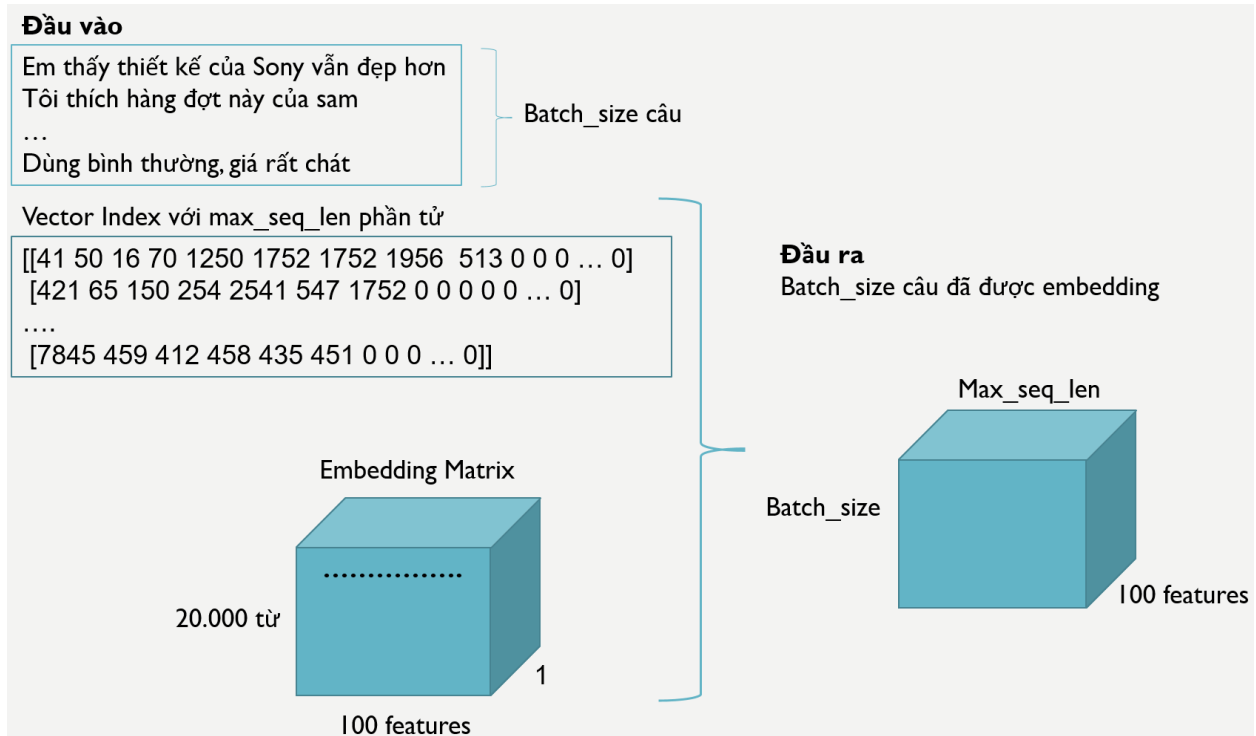 Đầu vào
Em thấy thiết kế của Sony vẫn đẹp hơn
Tôi thích hàng đợt này của sam
…
Dùng bình thường, giá rất chát
Batch_size câu
Vector Index với max_seq_len phần tử
[[41 50 16 70 1250 1752 1752 1956 513 0 0 0 … 0]
[421 65 150 254 2541 547 1752 0 0 0 0 0 … 0]
….
[7845 459 412 458 435 451 0 0 0 … 0]]
Embedding Matrix
................
20.000 từ
1
100 features
Đầu ra
Batch_size câu đã được embedding
Max_seq_len
Batch_size
100 features